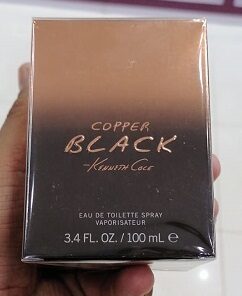 COPPER
BLACK
-KENNETH COLE
EAU DE TOILETTE SPRAY
VAPORISATEUR
3.4 FL. OZ. / 100 mL ℮